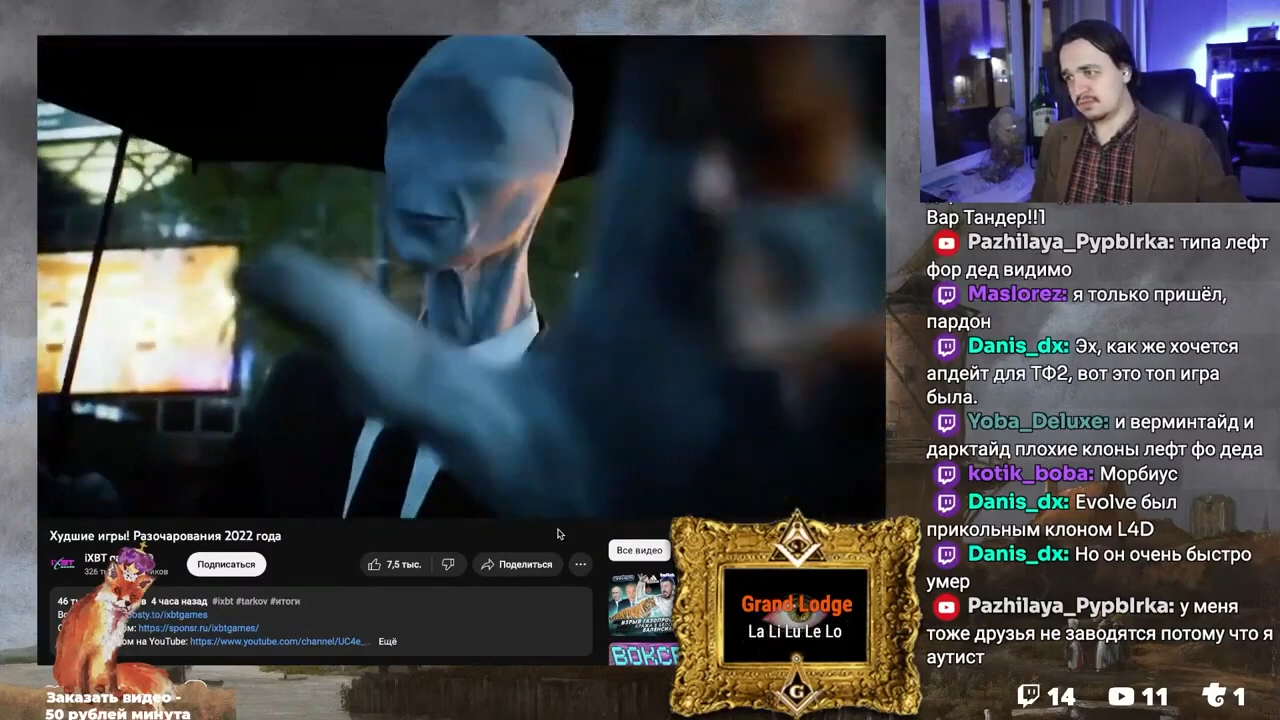 Худшие игры! Разочарования 2022 года
iXBT
Подписаться
7,5 тыс.
Поделиться
4 часа назад #ixbt #tarkov #итоги
https://sponsr.ru/ixbtgames/
на YouTube: https://www.youtube.com/channel/UC4e_...
Ещё
Все видео
Заказать видео -
50 рублей минута
Grand Lodge
La Li Lu Le Lo
G
Вар Тандер!!1
Pazhilaya_PypbIrka: типа лефт
фор дед видимо
Maslorez: я только пришёл,
пардон
Danis_dx: Эх, как же хочется
апдейт для ТФ2, вот это топ игра
была.
Yoba_Deluxe: и верминтайд и
дарктайд плохие клоны лефт фо деда
kotik_boba: Морбиус
Danis_dx: Evolve был
прикольным клоном L4D
Danis_dx: Но он очень быстро
умер
Pazhilaya_PypbIrka: у меня
тоже друзья не заводятся потому что я
аутист
14
11
1